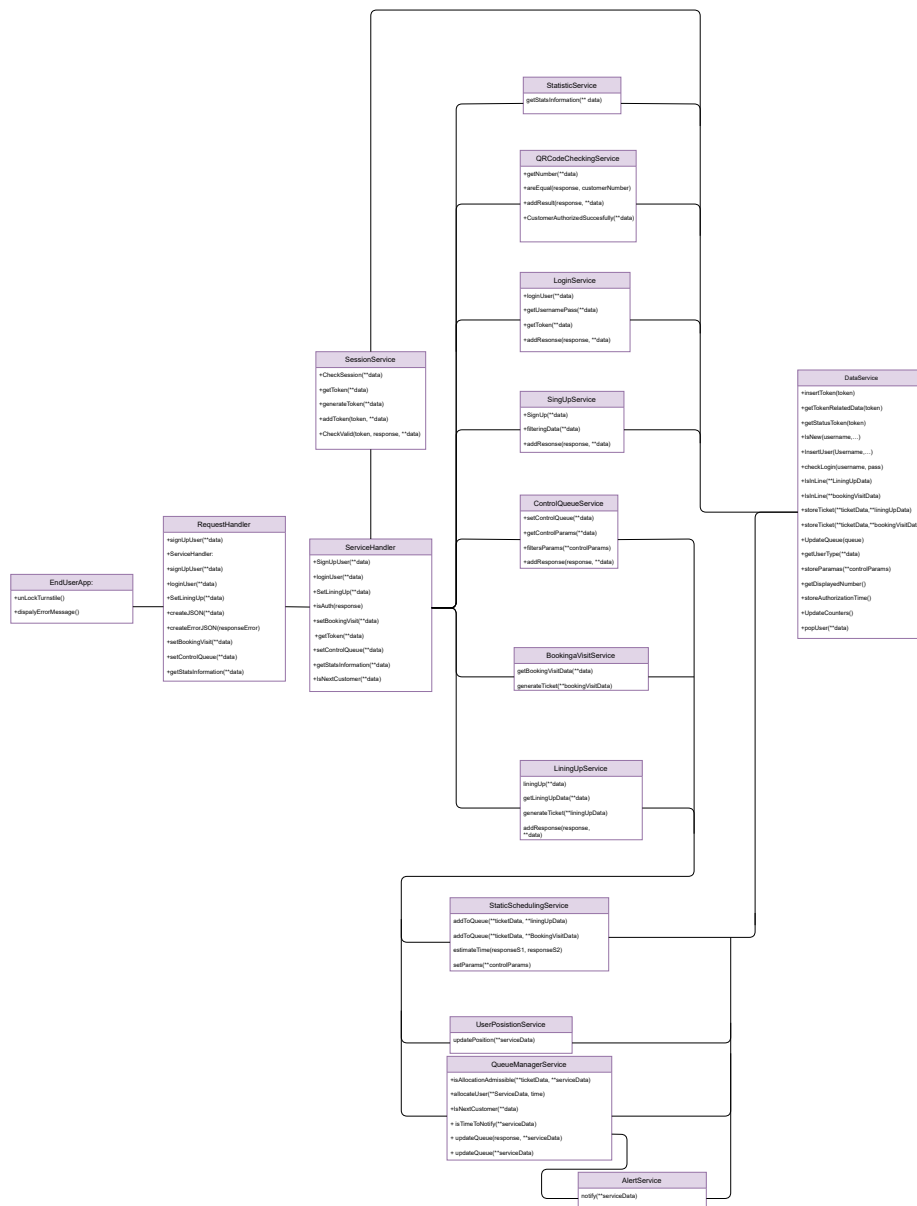 StatisticService
getStatsInformation(** data)
QRCodeCheckingService
+getNumber(**data)
+areEqual(response, customerNumber)
+addResult(response, **data)
+CustomerAuthorizedSuccesfully(**data)
LoginService
+loginUser(**data)
+getUsernamePass(**data)
+getToken(**data)
+addResonse(response, **data)
SessionService
+CheckSession(**data)
+getToken(**data)
+generateToken(**data)
+addToken(token, **data)
+CheckValid(token, response, **data)
DataService
+insertToken(token)
+getTokenRelatedData(token)
+getStatusToken(token)
+IsNew(username,...)
+InsertUser(Username,...)
+checkLogin(username, pass)
+IsInLine(**LiningUpData)
+IsInLine(**bookingVisitData)
+storeTicket(**ticketData,**liningUpData)
+storeTicket(**ticketData,**bookingVisitDat
+UpdateQueue(queue)
+getUserType(**data)
+storeParamas(**controlParams)
+getDisplayedNumber()
+storeAuthorizationTime()
+UpdateCounters()
+popUser(**data)
SingUpService
+SignUp(**data)
+filteringData(**data)
+addResonse(response, **data)
ControlQueueService
+setControlQueue(**data)
+getControlParams(**data)
+filtersParams(**controlParams)
+addResponse(response, **data)
RequestHandler
+signUpUser(**data)
+ServiceHandler:
+signUpUser(**data)
+loginUser(**data)
+SetLiningUp(**data)
+createJSON(**data)
+createErrorJSON(responseError)
+setBookingVisit(**data)
+setControlQueue(**data)
+getStatsInformation(**data)
ServiceHandler
+SignUpUser(**data)
+loginUser(**data)
+SetLiningUp(**data)
+isAuth(response)
+setBookingVisit(**data)
+getToken(**data)
+setControlQueue(**data)
+getStatsInformation(**data)
+IsNextCustomer(**data)
EndUserApp:
+unLockTurnstile()
+dispalyErrorMessage()
BookingaVisitService
getBookingVisitData(**data)
generateTicket(**bookingVisitData)
LiningUpService
liningUp(**data)
getLiningUpData(**data)
generateTicket(**liningUpData)
addResponse(response,
**data)
StaticSchedulingService
addToQueue(**ticketData, **liningUpData)
addToQueue(**ticketData, **BookingVisitData)
estimateTime(responseS1, responseS2)
setParams(**controlParams)
UserPosistionService
updatePosition(**serviceData)
QueueManagerService
+isAllocationAdmissible(**ticketData, **serviceData)
+allocateUser(**ServiceData, time)
+IsNextCustomer(**data)
+ isTimeToNotify(**serviceData)
+ updateQueue(response, **serviceData)
+ updateQueue(**serviceData)
AlertService
notify(**serviceData)